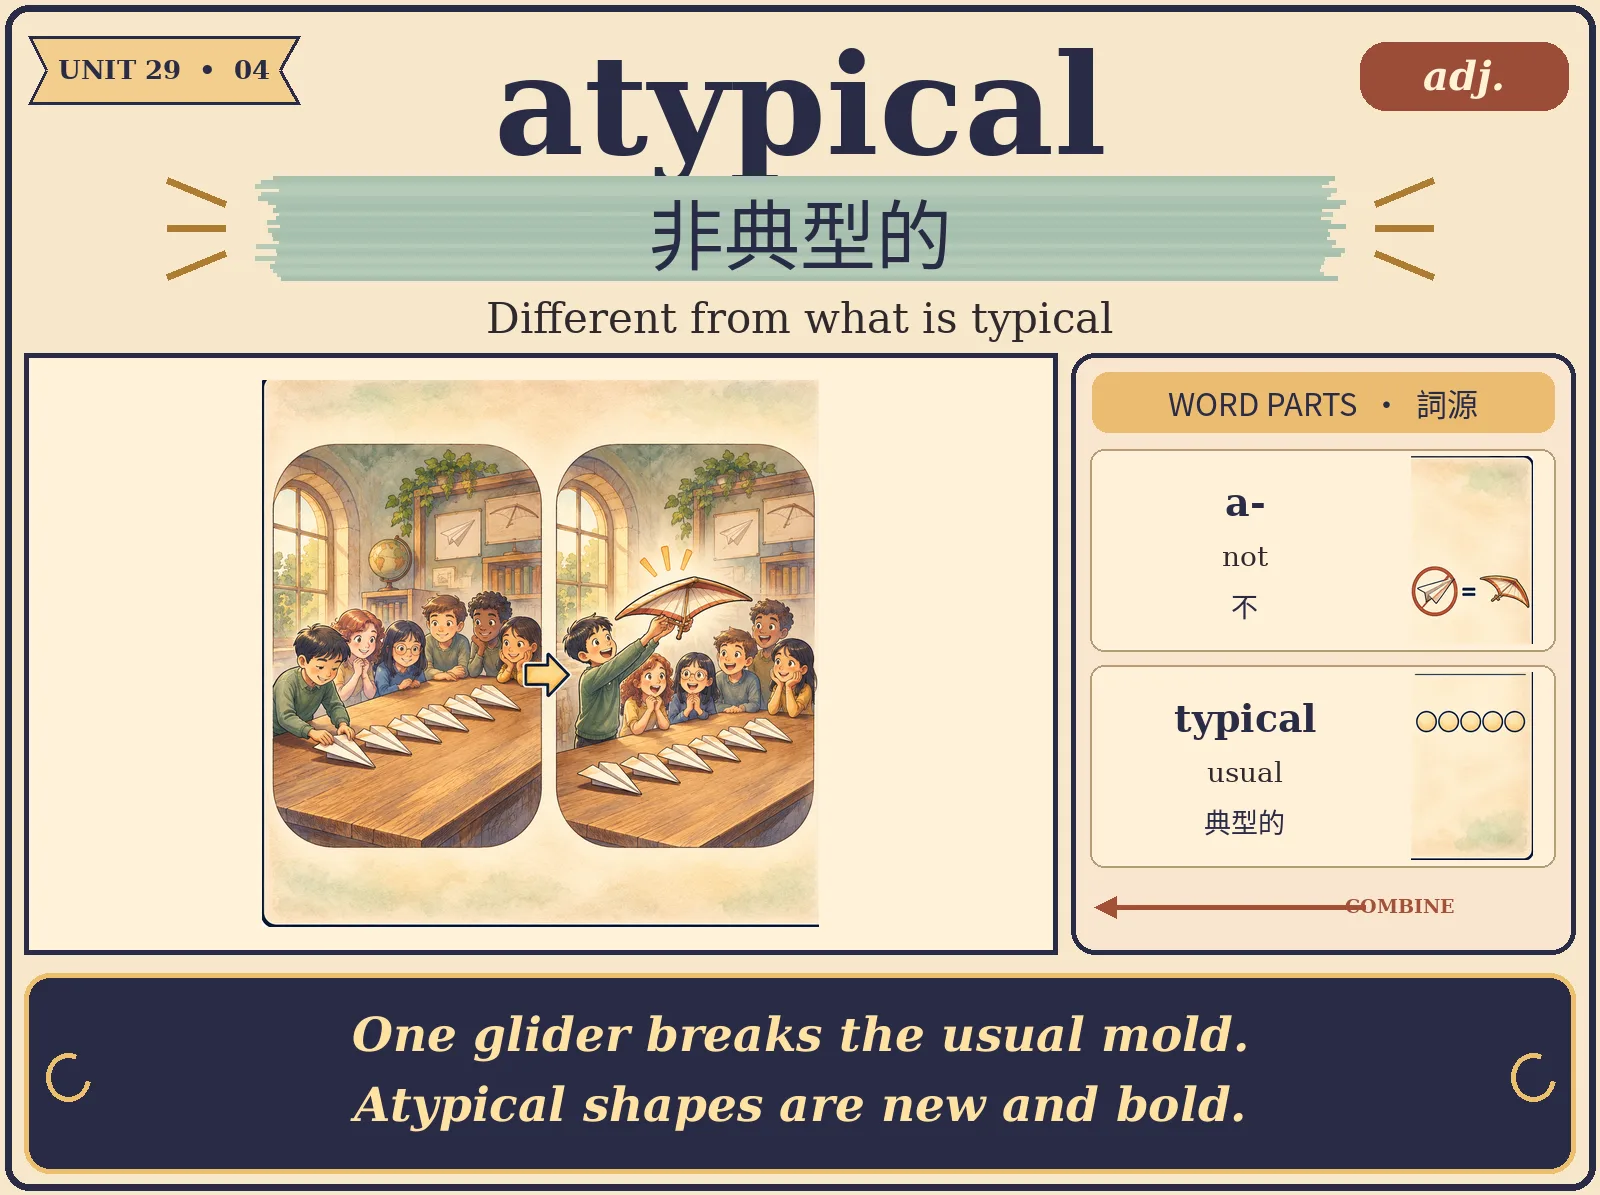 UNIT 29 • 04
atypical
adj.
非典型的
Different from what is typical
WORD PARTS • 詞源
a-
not
不
=
typical
usual
典型的
COMBINE
One glider breaks the usual mold.
Atypical shapes are new and bold.